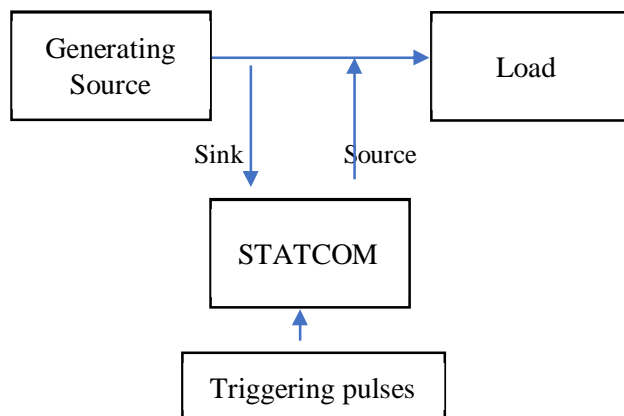 Generating
Source
Load
Sink
Source
STATCOM
Triggering pulses